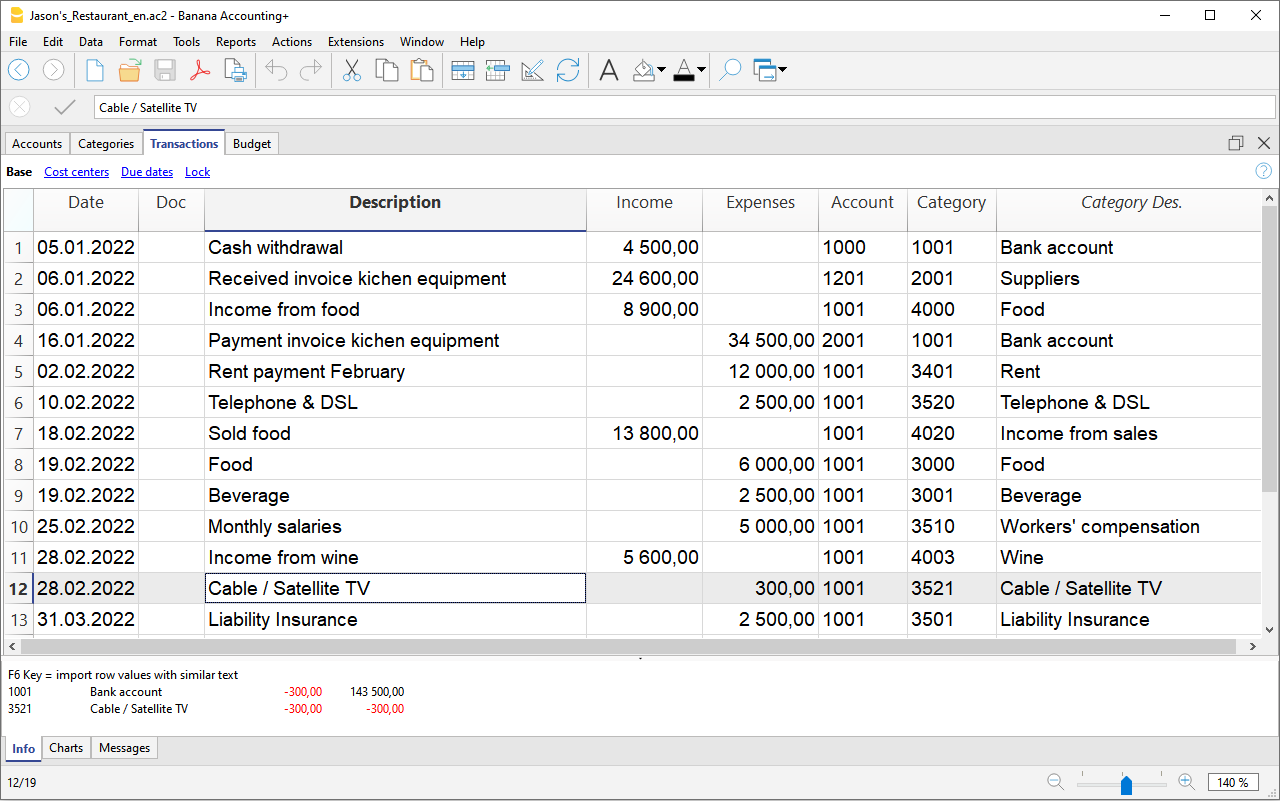 Jason's_Restaurant_en.ac2 - Banana Accounting+
File Edit Data Format Tools Reports Actions Extensions Window Help
Cable / Satellite TV
Accounts Categories Transactions Budget
Base Cost centers Due dates Lock
Date Doc Description Income Expenses Account Category Category Des.
1 05.01.2022 Cash withdrawal 4 500,00 1000 1001 Bank account
2 06.01.2022 Received invoice kichen equipment 24 600,00 1201 2001 Suppliers
3 06.01.2022 Income from food 8 900,00 1001 4000 Food
4 16.01.2022 Payment invoice kichen equipment 34 500,00 2001 1001 Bank account
5 02.02.2022 Rent payment February 12 000,00 1001 3401 Rent
6 10.02.2022 Telephone & DSL 2 500,00 1001 3520 Telephone & DSL
7 18.02.2022 Sold food 13 800,00 1001 4020 Income from sales
8 19.02.2022 Food 6 000,00 1001 3000 Food
9 19.02.2022 Beverage 2 500,00 1001 3001 Beverage
10 25.02.2022 Monthly salaries 5 000,00 1001 3510 Workers' compensation
11 28.02.2022 Income from wine 5 600,00 1001 4003 Wine
12 28.02.2022 Cable / Satellite TV 300,00 1001 3521 Cable / Satellite TV
13 31.03.2022 Liability Insurance 2 500,00 1001 3501 Liability Insurance
F6 Key = import row values with similar text
1001 Bank account -300,00 143 500,00
3521 Cable / Satellite TV -300,00 -300,00
Info Charts Messages
12/19 140 %